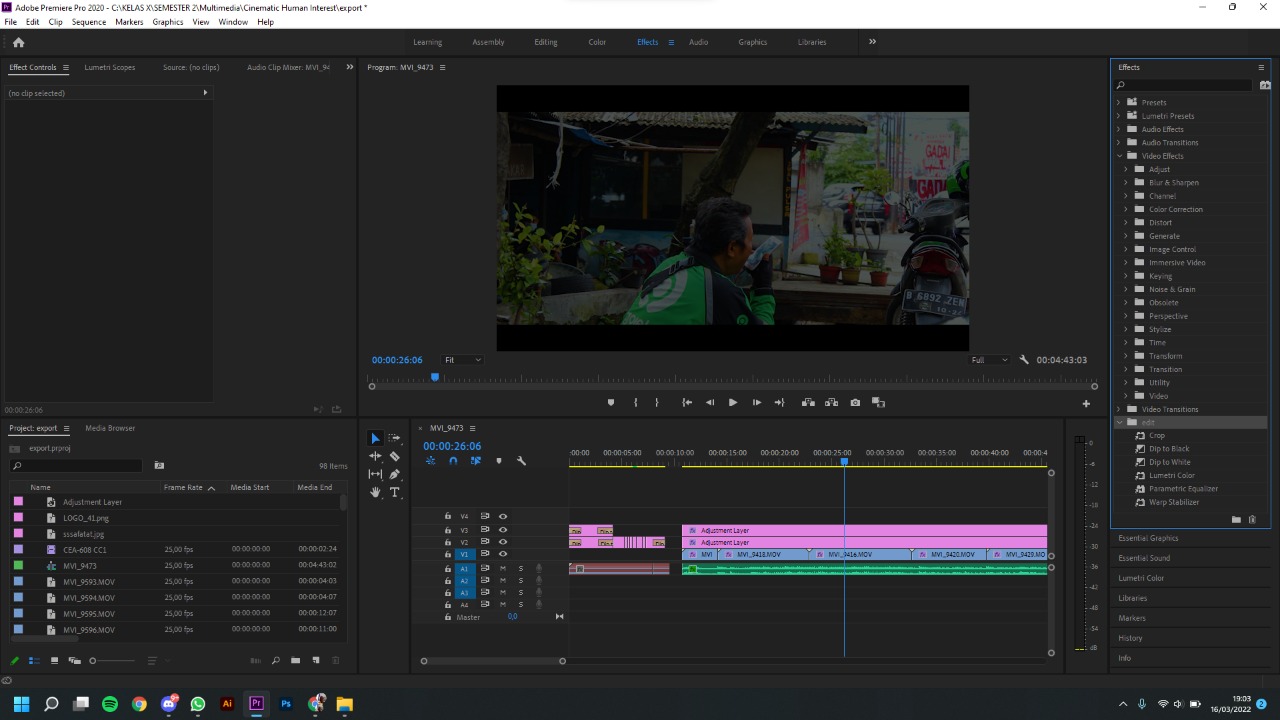 Adobe Premiere Pro 2020 - C:\KELAS X\SEMESTER 2\Multimedia\Cinematic Human Interest\export *
File Edit Clip Sequence Markers Graphics View Window Help
Learning Assembly Editing Color Effects Audio Graphics Libraries
Effect Controls Lumetri Scopes Source: (no clips) Audio Clip Mixer: MVI_94
Program: MVI_9473
Effects
(no clip selected)
Presets
Lumetri Presets
Audio Effects
Audio Transitions
Video Effects
Adjust
Blur & Sharpen
Channel
Color Correction
Distort
Generate
Image Control
Immersive Video
Keying
Noise & Grain
Obsolete
Perspective
Stylize
Time
Transform
Transition
Utility
Video
Video Transitions
edit
Crop
Dip to Black
Dip to White
Lumetri Color
Parametric Equalizer
Warp Stabilizer
GADAI
GADAI
B 6892 ZEN
00:00:26:06 Fit Full 00:04:43:03
00:00:26:06
Project: export Media Browser
export.prproj
98 Items
Name Frame Rate Media Start Media End
Adjustment Layer
LOGO_41.png
sssafatat.jpg
CEA-608 CC1 25,00 fps 00:00:00:00 00:00:02:24
MVI_9473 25,00 fps 00:00:00:00 00:04:43:02
MVI_9593.MOV 25,00 fps 00:00:00:00 00:00:04:03
MVI_9594.MOV 25,00 fps 00:00:00:00 00:00:04:07
MVI_9595.MOV 25,00 fps 00:00:00:00 00:00:12:07
MVI_9596.MOV 25,00 fps 00:00:00:00 00:00:11:00
MVI_9473
00:00:26:06
:00:00 00:00:05:00 00:00:10:00 00:00:15:00 00:00:20:00 00:00:25:00 00:00:30:00 00:00:35:00 00:00:40:00 00:00:4
V4
V3 Adjustment Layer
V2 Adjustment Layer
V1 MVI MVI_9418.MOV MVI_9416.MOV MVI_9420.MOV MVI_9429.MO
A1 M S
A2 M S
A3 M S
A4 M S
Master 0,0
0
-6
-12
-18
-24
-30
-36
-42
-48
-54
dB
Essential Graphics
Essential Sound
Lumetri Color
Libraries
Markers
History
Info
19:03
16/03/2022
2